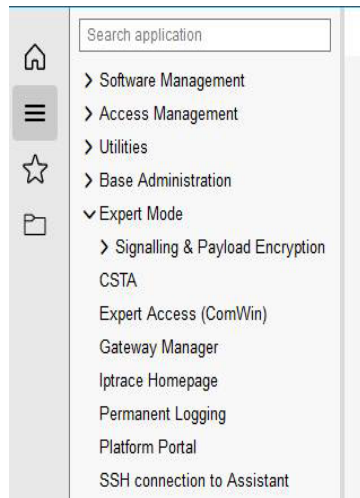 Search application
Software Management
Access Management
Utilities
Base Administration
Expert Mode
Signalling & Payload Encryption
CSTA
Expert Access (ComWin)
Gateway Manager
Iptrace Homepage
Permanent Logging
Platform Portal
SSH connection to Assistant